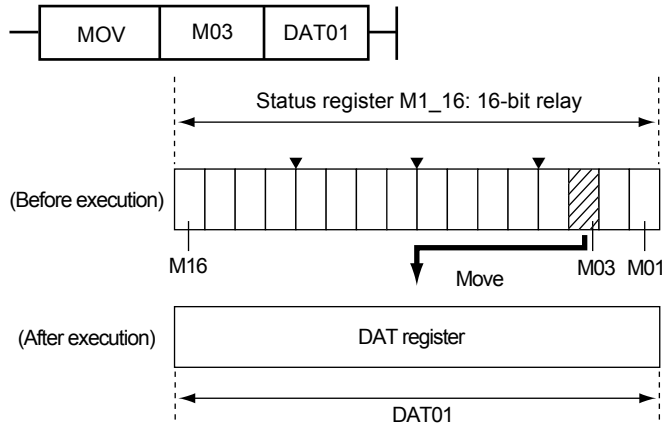 MOV M03 DAT01
Status register M1_16: 16-bit relay
(Before execution)
M16 M03 M01
Move
(After execution) DAT register
DAT01